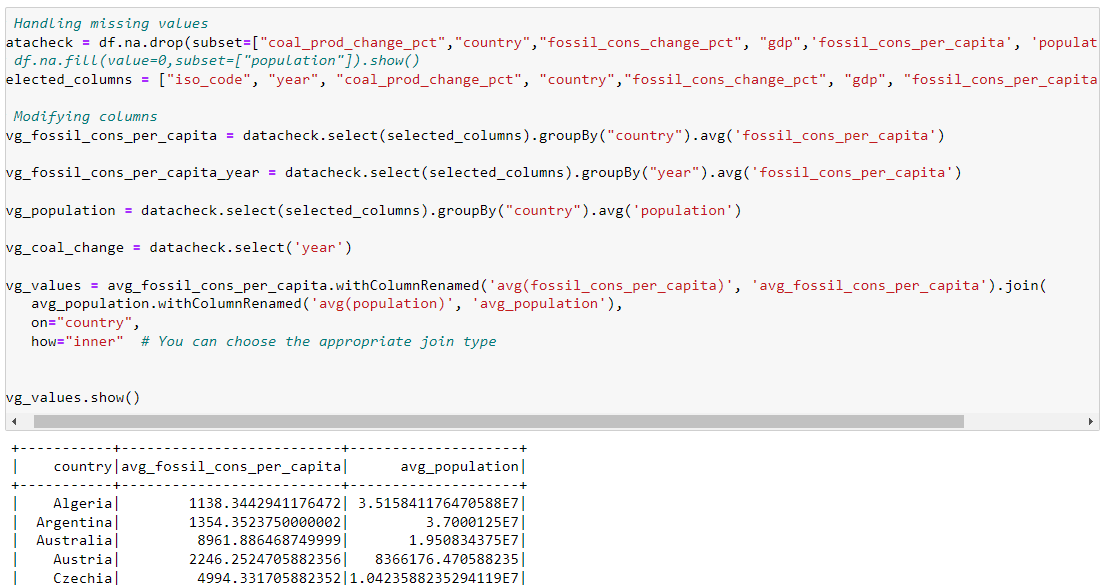 Handling missing values
atacheck = df.na.drop(subset=["coal_prod_change_pct","country","fossil_cons_change_pct", "gdp",'fossil_cons_per_capita', 'populat
df.na.fill(value=0,subset=["population"]).show()
elected_columns = ["iso_code", "year", "coal_prod_change_pct", "country","fossil_cons_change_pct", "gdp", "fossil_cons_per_capita
Modifying columns
vg_fossil_cons_per_capita = datacheck.select(selected_columns).groupBy("country").avg('fossil_cons_per_capita')
vg_fossil_cons_per_capita_year = datacheck.select(selected_columns).groupBy("year").avg('fossil_cons_per_capita')
vg_population = datacheck.select(selected_columns).groupBy("country").avg('population')
vg_coal_change = datacheck.select('year')
vg_values = avg_fossil_cons_per_capita.withColumnRenamed('avg(fossil_cons_per_capita)', 'avg_fossil_cons_per_capita').join(
avg_population.withColumnRenamed('avg(population)', 'avg_population'),
on="country",
how="inner"  # You can choose the appropriate join type
vg_values.show()
+-----------+--------------------------+--------------------+
|    country|avg_fossil_cons_per_capita|      avg_population|
+-----------+--------------------------+--------------------+
|    Algeria|        1138.3442941176472| 3.515841176470588E7|
|  Argentina|        1354.3523750000002|         3.7000125E7|
|  Australia|         8961.886468749999|       1.950834375E7|
|    Austria|        2246.2524705882356|   8366176.470588235|
|    Czechia|         4994.331705882352|1.0423588235294119E7|